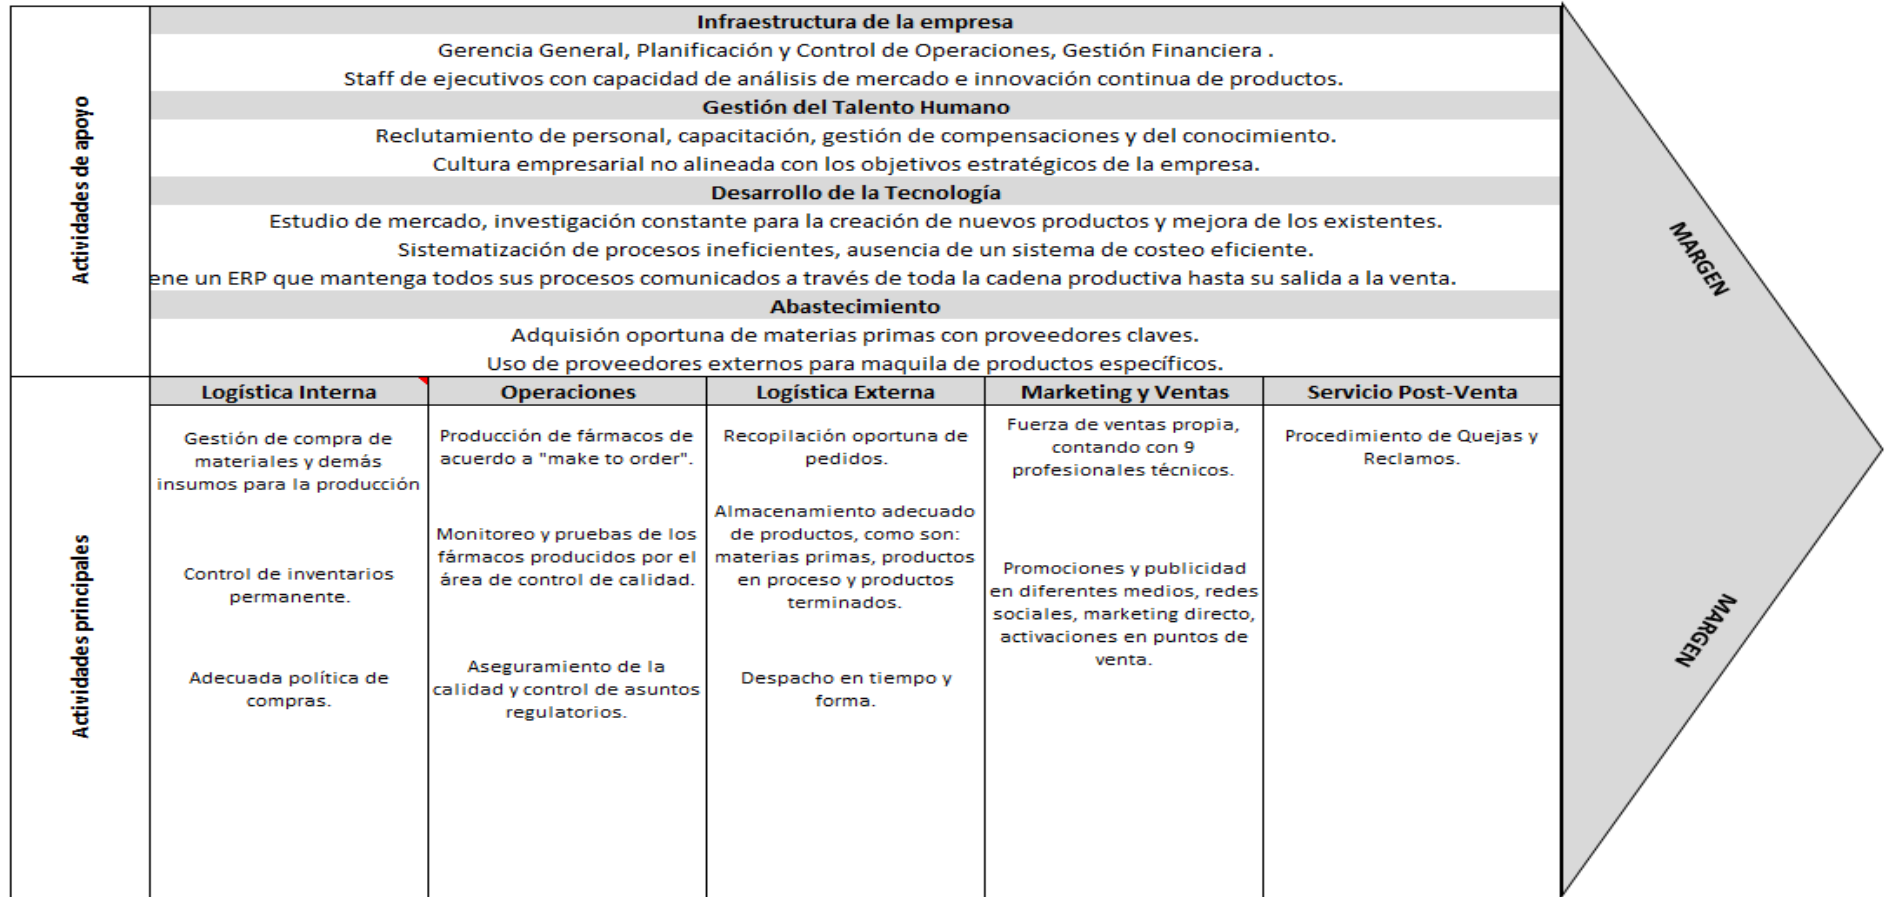 Infraestructura de la empresa
Gerencia General, Planificación y Control de Operaciones, Gestión Financiera .
Staff de ejecutivos con capacidad de análisis de mercado e innovación continua de productos.
Gestión del Talento Humano
Reclutamiento de personal, capacitación, gestión de compensaciones y del conocimiento.
Cultura empresarial no alineada con los objetivos estratégicos de la empresa.
Desarrollo de la Tecnología
Estudio de mercado, investigación constante para la creación de nuevos productos y mejora de los existentes.
Sistematización de procesos ineficientes, ausencia de un sistema de costeo eficiente.
ene un ERP que mantenga todos sus procesos comunicados a través de toda la cadena productiva hasta su salida a la venta.
Abastecimiento
Adquisión oportuna de materias primas con proveedores claves.
Uso de proveedores externos para maquila de productos específicos.
Actividades de apoyo
MARGEN
Actividades principales
Logística Interna
Gestión de compra de
materiales y demás
insumos para la producción
Control de inventarios
permanente.
Adecuada política de
compras.
Operaciones
Producción de fármacos de
acuerdo a "make to order".
Monitoreo y pruebas de los
fármacos producidos por el
área de control de calidad.
Aseguramiento de la
calidad y control de asuntos
regulatorios.
Logística Externa
Recopilación oportuna de
pedidos.
Almacenamiento adecuado
de productos, como son:
materias primas, productos
en proceso y productos
terminados.
Despacho en tiempo y
forma.
Marketing y Ventas
Fuerza de ventas propia,
contando con 9
profesionales técnicos.
Promociones y publicidad
en diferentes medios, redes
sociales, marketing directo,
activaciones en puntos de
venta.
Servicio Post-Venta
Procedimiento de Quejas y
Reclamos.
MARGEN